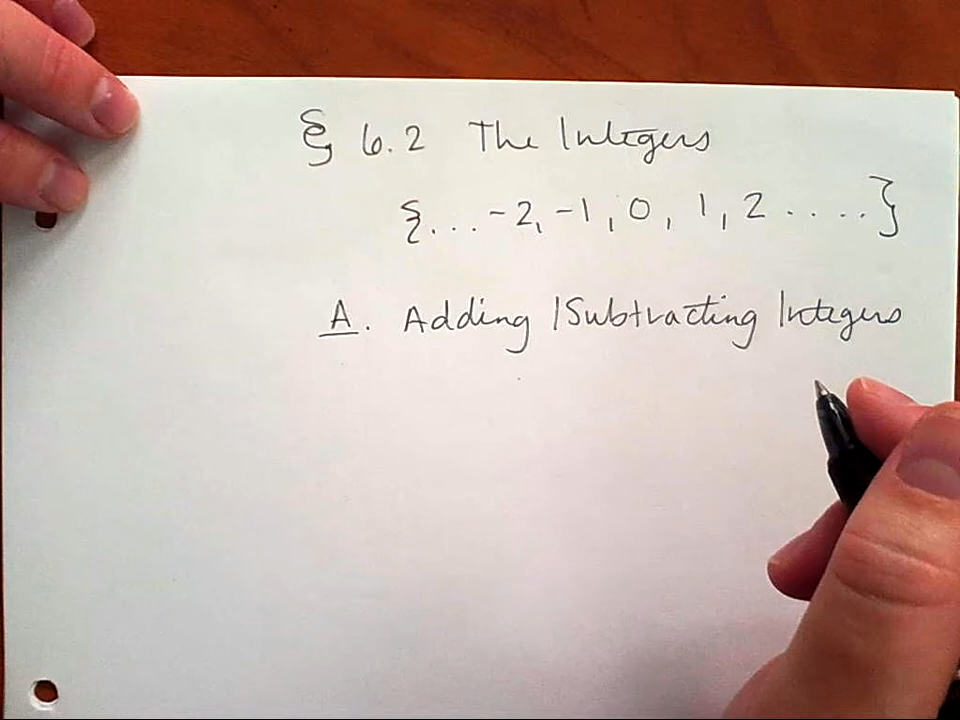 § 6.2 The Integers
{... -2, -1, 0, 1, 2 .....}
A. Adding /Subtracting Integers